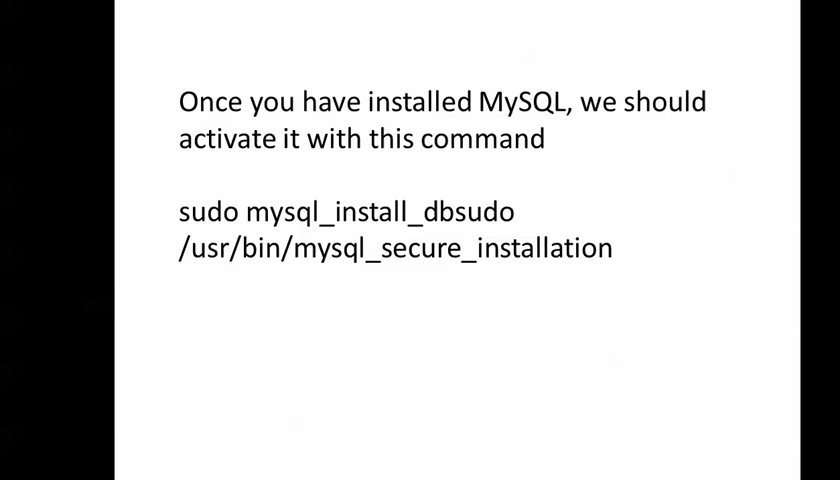 Once you have installed MySQL, we should
activate it with this command
sudo mysql_install_dbsudo
/usr/bin/mysql_secure_installation